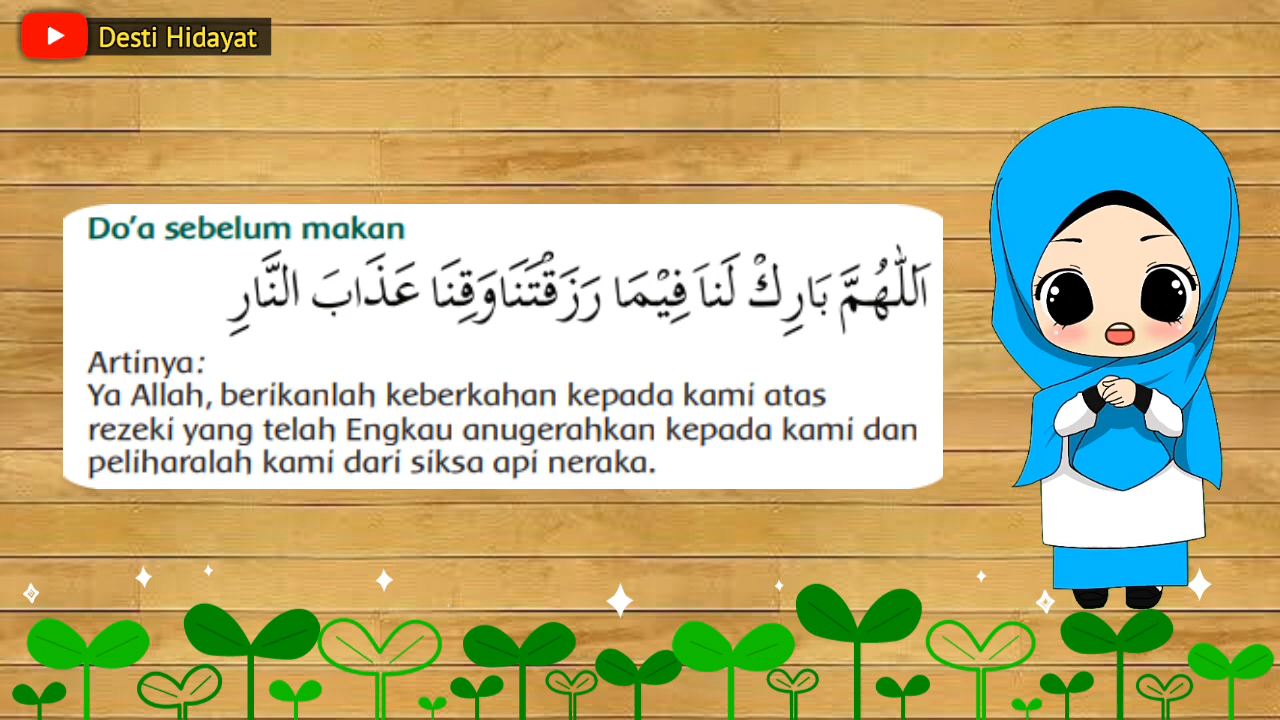 Desti Hidayat
Do'a sebelum makan
اَللّٰهُمَّ بَارِكْ لَنَا فِيْمَا رَزَقْتَنَا وَقِنَا عَذَابَ النَّارِ
Artinya:
Ya Allah, berikanlah keberkahan kepada kami atas
rezeki yang telah Engkau anugerahkan kepada kami dan
peliharalah kami dari siksa api neraka.